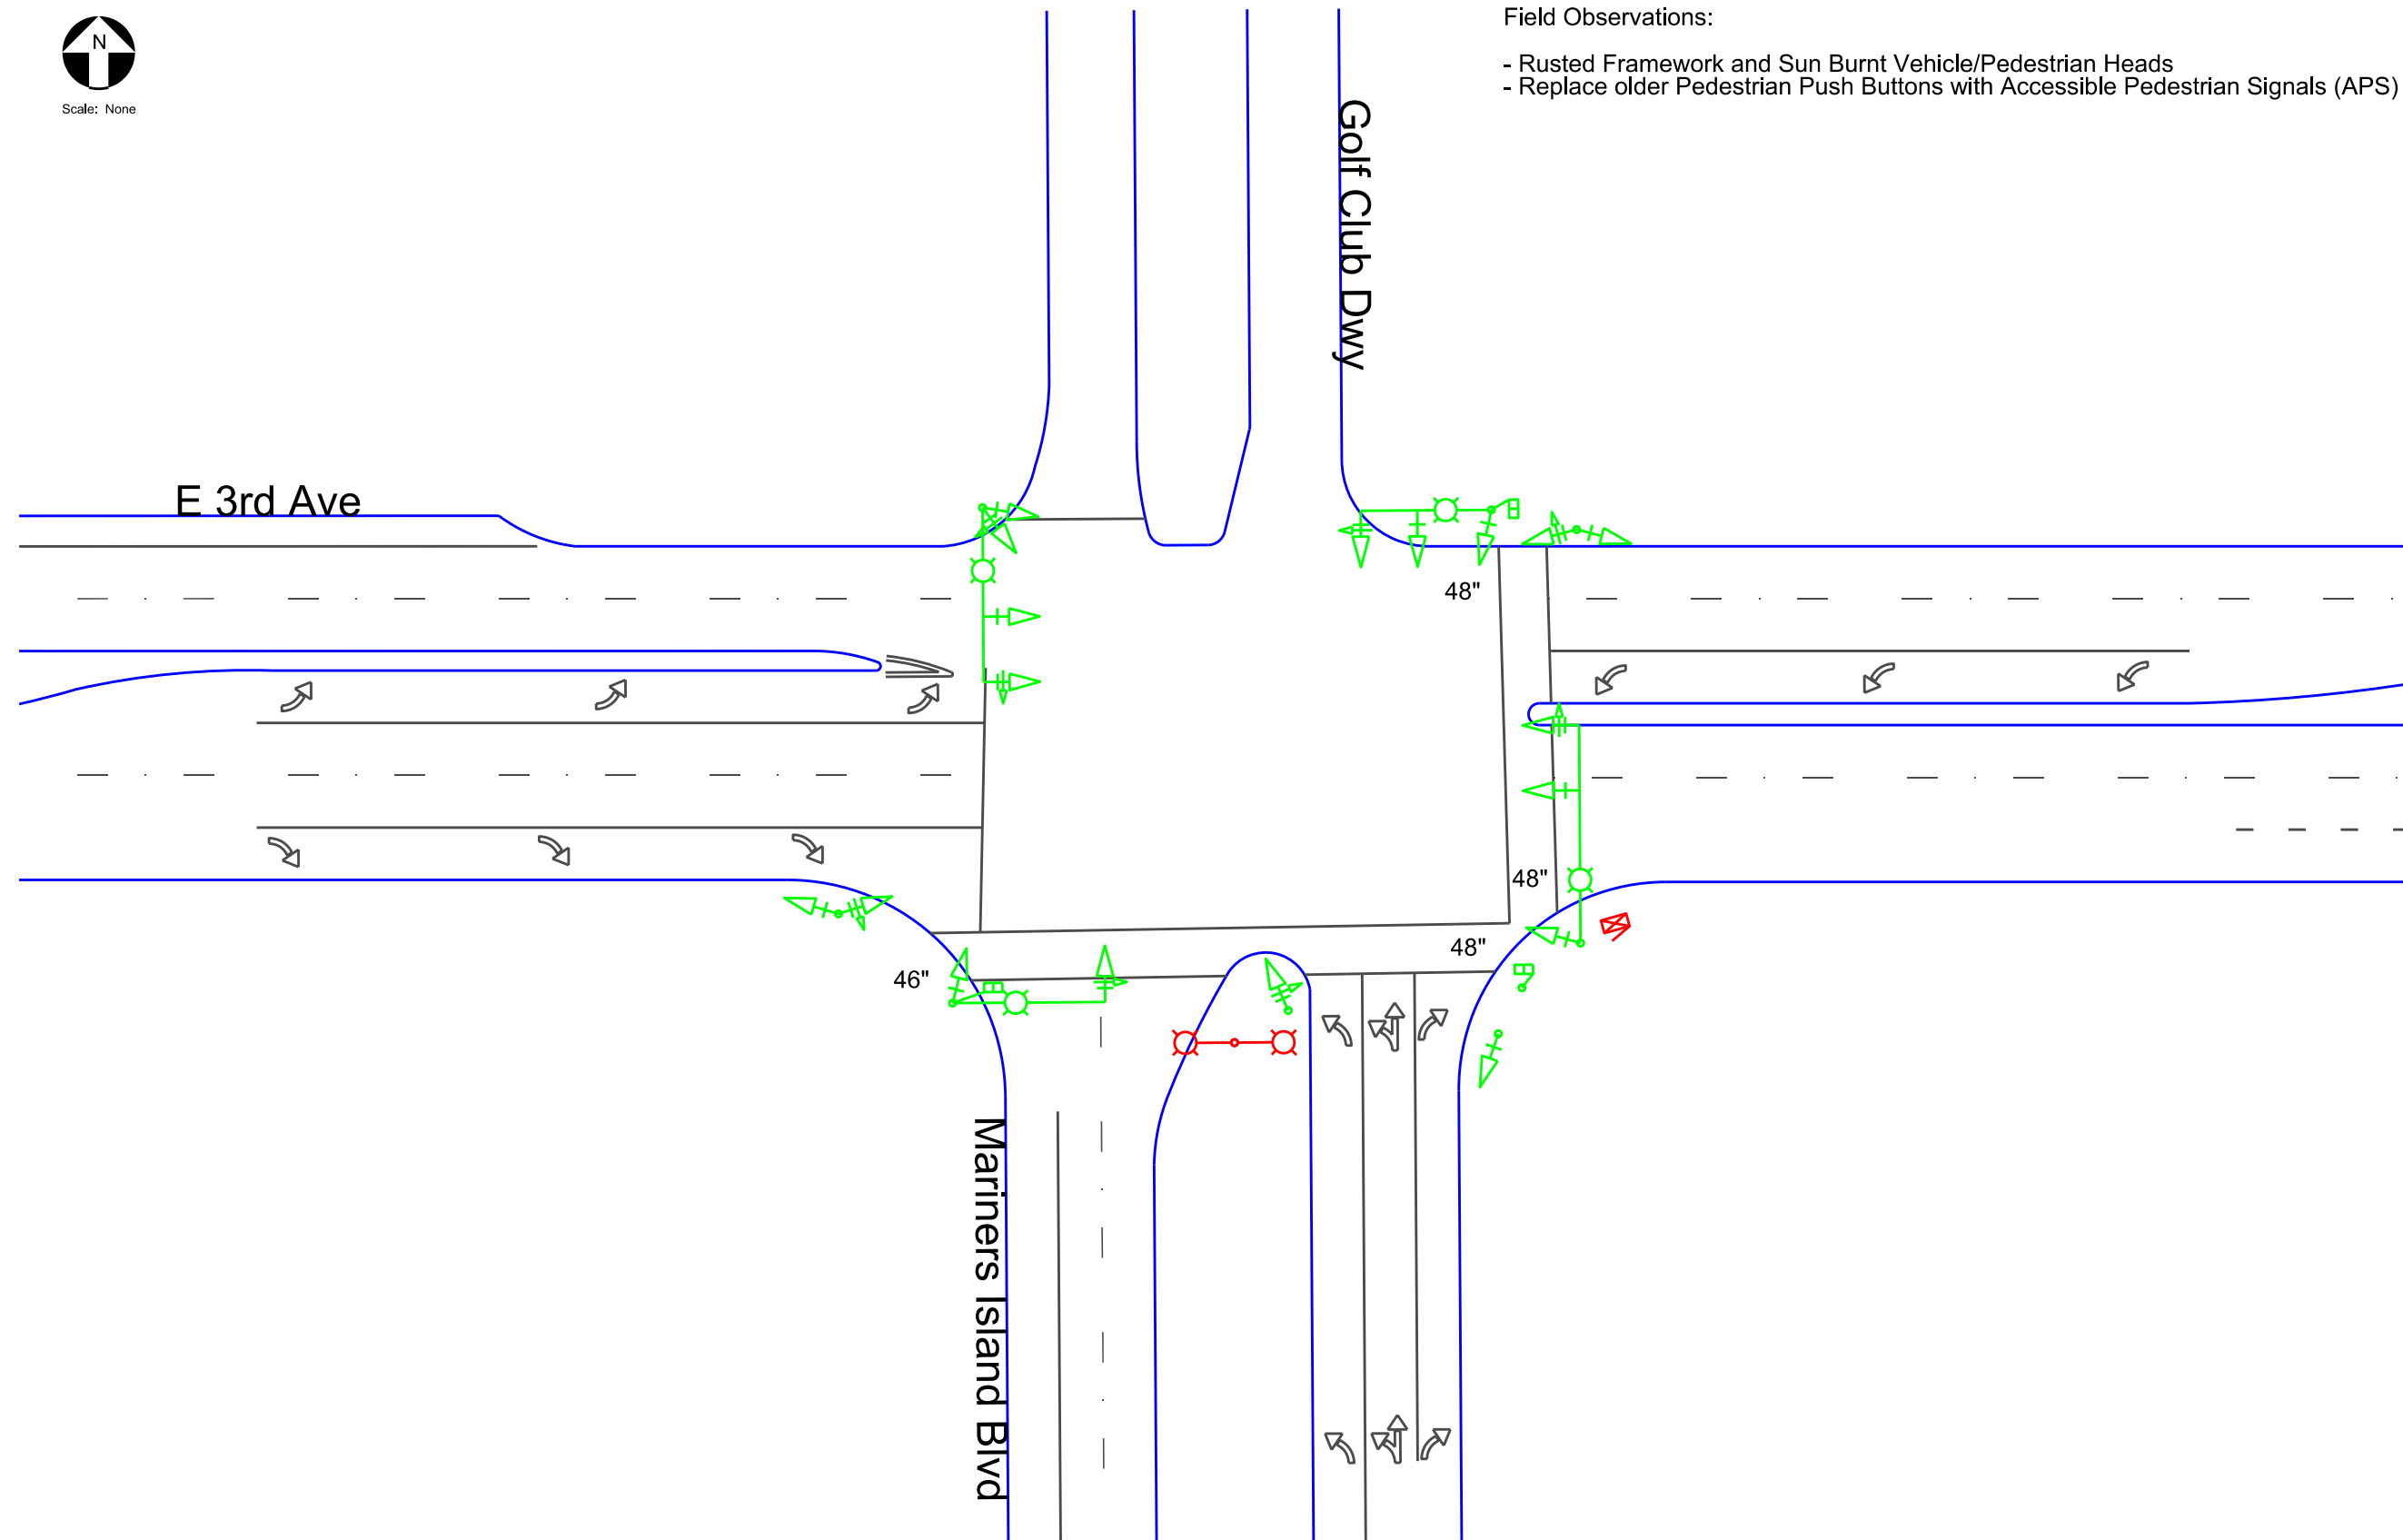 N
Scale: None
Field Observations:
- Rusted Framework and Sun Burnt Vehicle/Pedestrian Heads
- Replace older Pedestrian Push Buttons with Accessible Pedestrian Signals (APS)
Golf Club Dwy
E 3rd Ave
48"
48"
48"
46"
Mariners Island Blvd